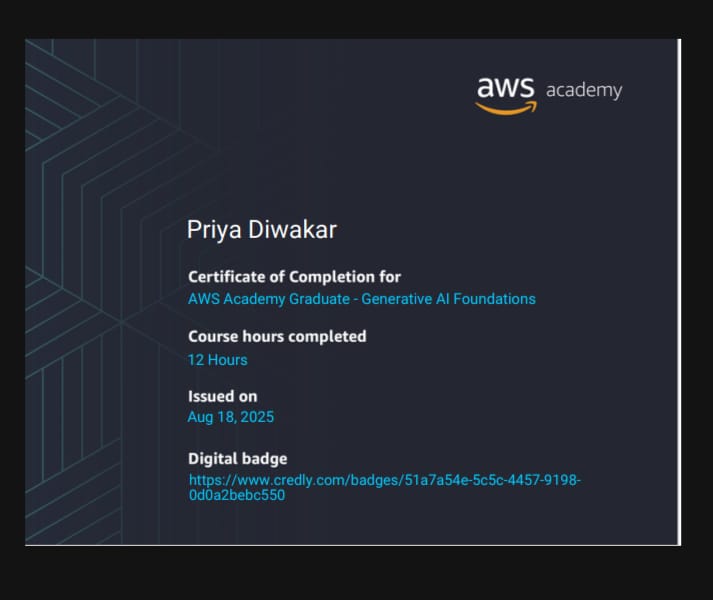 aws academy
Priya Diwakar
Certificate of Completion for
AWS Academy Graduate - Generative AI Foundations
Course hours completed
12 Hours
Issued on
Aug 18, 2025
Digital badge
https://www.credly.com/badges/51a7a54e-5c5c-4457-9198-
0d0a2bebc550